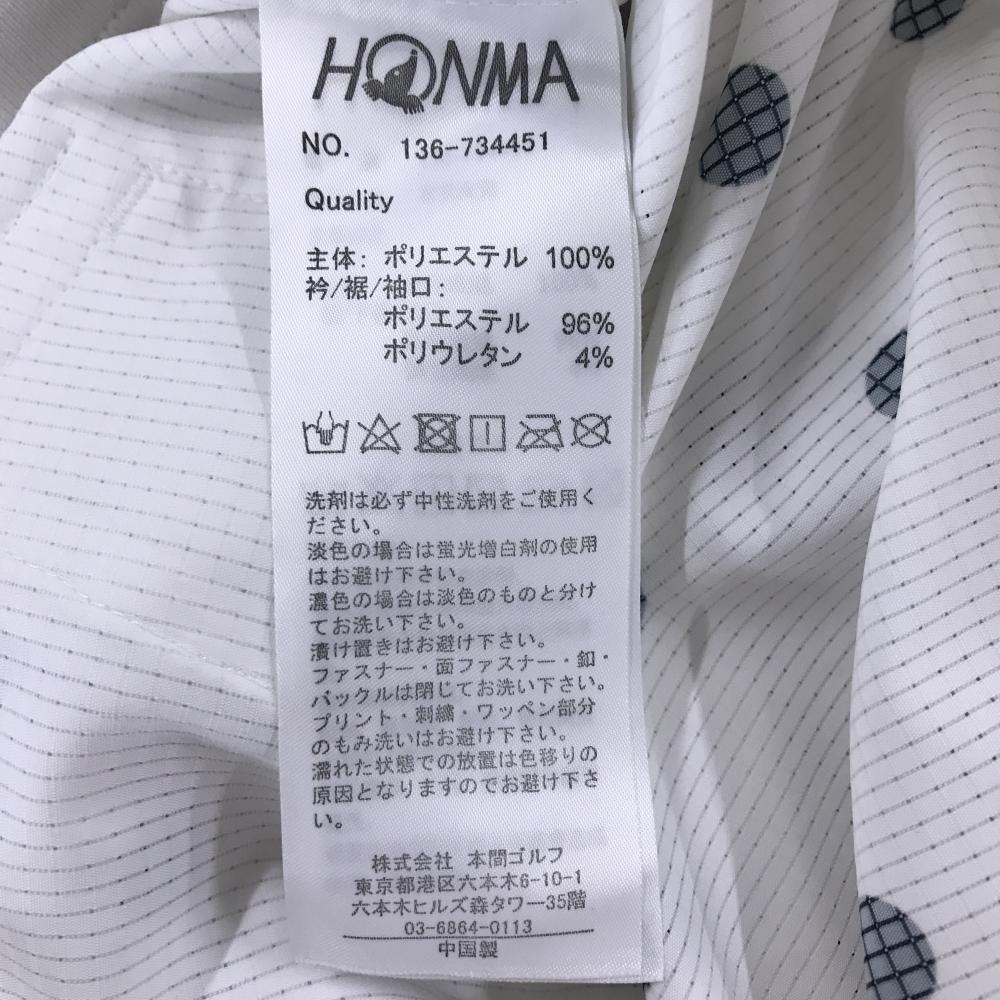 HONMA
NO. 136-734451
Quality
主体: ポリエステル 100%
衿/裾/袖口:
ポリエステル 96%
ポリウレタン 4%
洗剤は必ず中性洗剤をご使用く
ださい。
淡色の場合は蛍光増白剤の使用
はお避け下さい。
濃色の場合は淡色のものと分け
てお洗い下さい。
漬け置きはお避け下さい。
ファスナー・面ファスナー・釦・
バックルは閉じてお洗い下さい。
プリント・刺繍・ワッペン部分
のもみ洗いはお避け下さい。
濡れた状態での放置は色移りの
原因となりますのでお避け下さ
い。
株式会社 本間ゴルフ
東京都港区六本木6-10-1
六本木ヒルズ森タワー35階
03-6864-0113
中国製